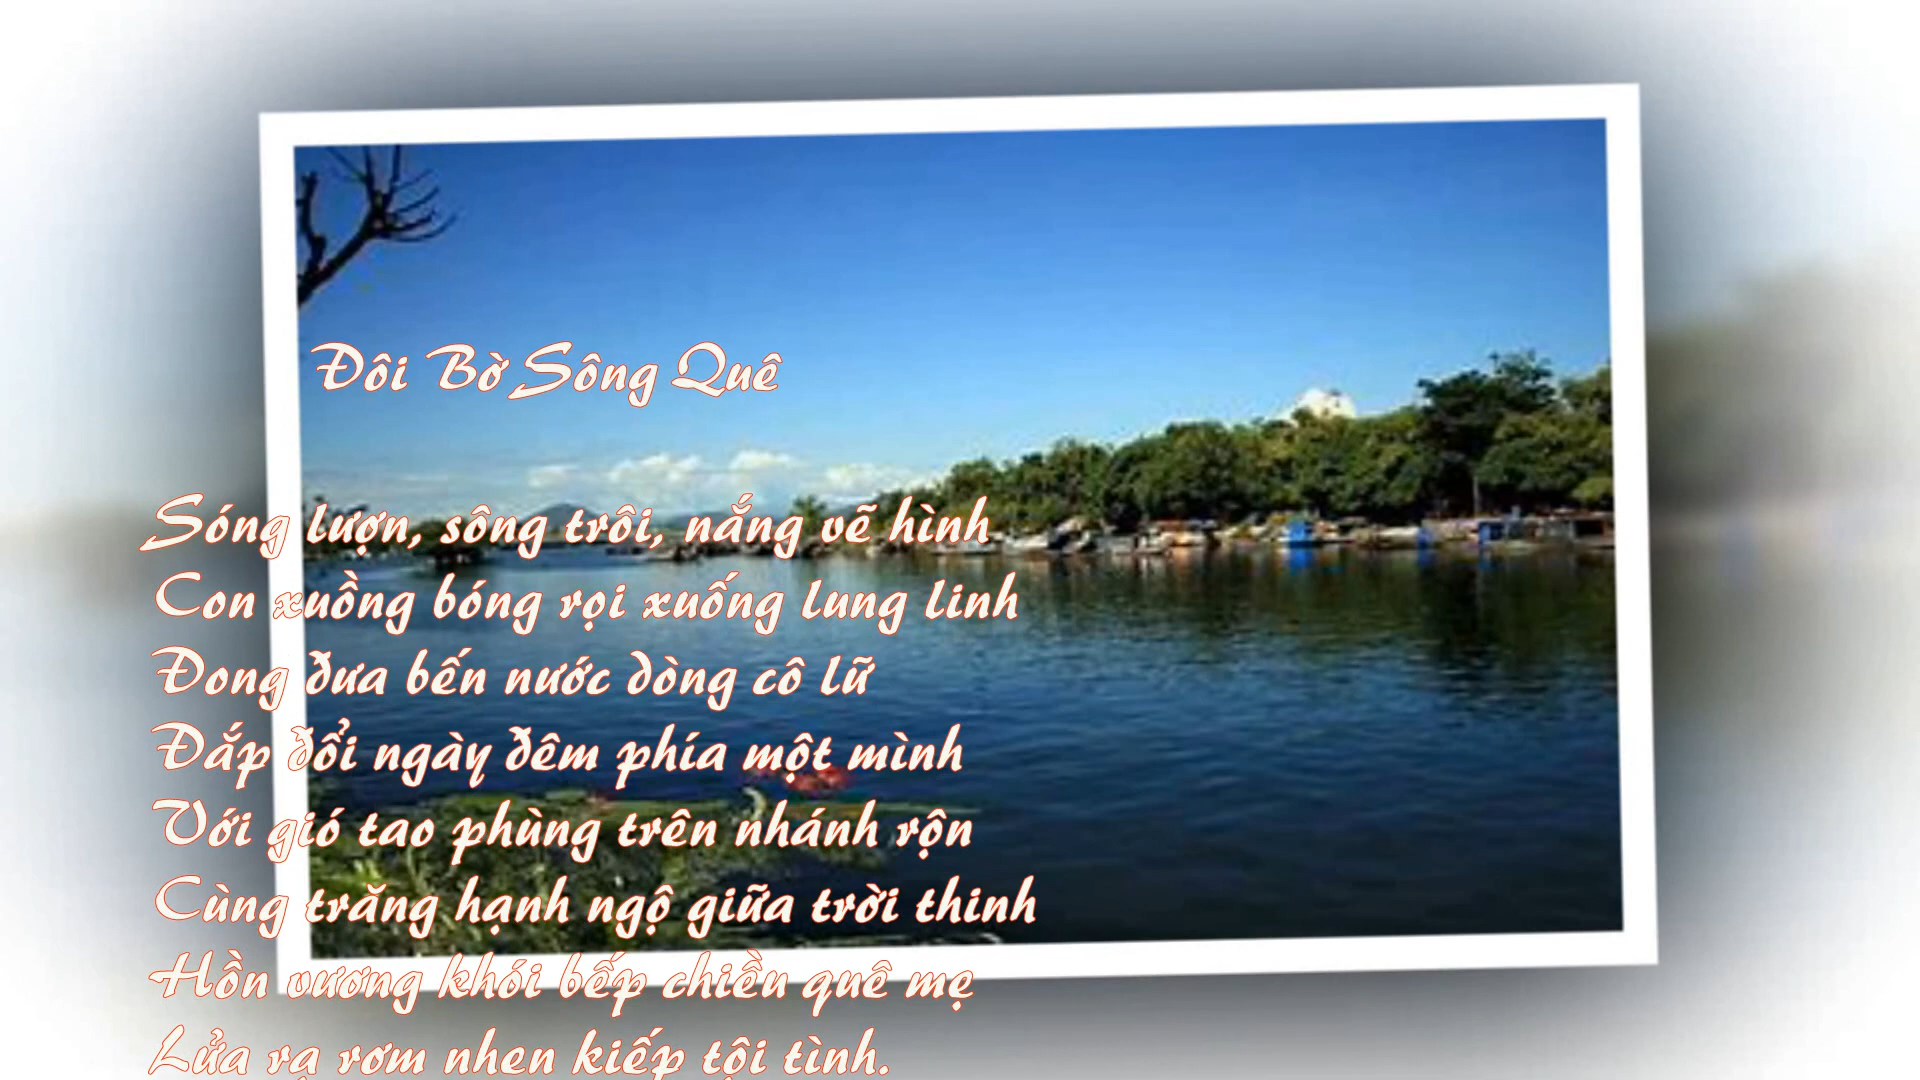 Đôi Bờ Sông Quê
Sóng lượn, sông trôi, nắng vẽ hình
Con xuồng bóng rọi xuống lung linh
Đong đưa bến nước dòng cô lữ
Đắp đổi ngày đêm phía một mình
Với gió tao phùng trên nhánh rộn
Cùng trăng hạnh ngộ giữa trời thinh
Hồn vương khói bếp chiều quê mẹ
Lửa rạ rơm nhen kiếp tội tình.